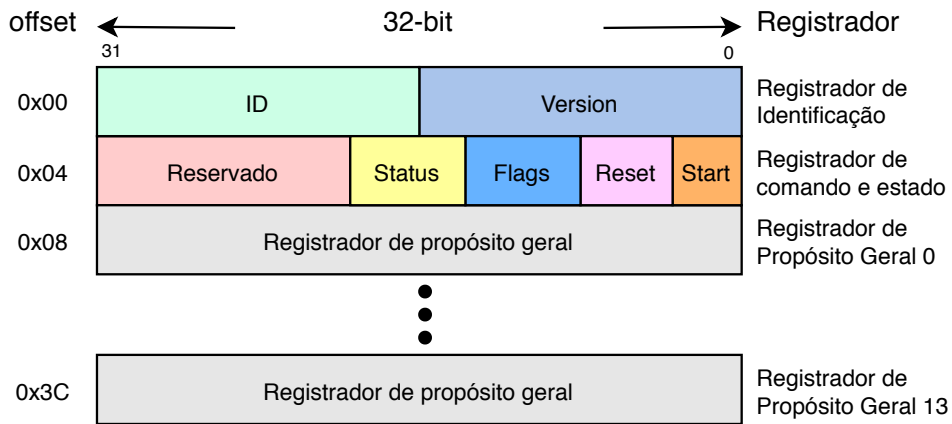 offset 32-bit Registrador
31 0
0x00 ID Version Registrador de
Identificação
0x04 Reservado Status Flags Reset Start Registrador de
comando e estado
0x08 Registrador de propósito geral Registrador de
Propósito Geral 0
0x3C Registrador de propósito geral Registrador de
Propósito Geral 13